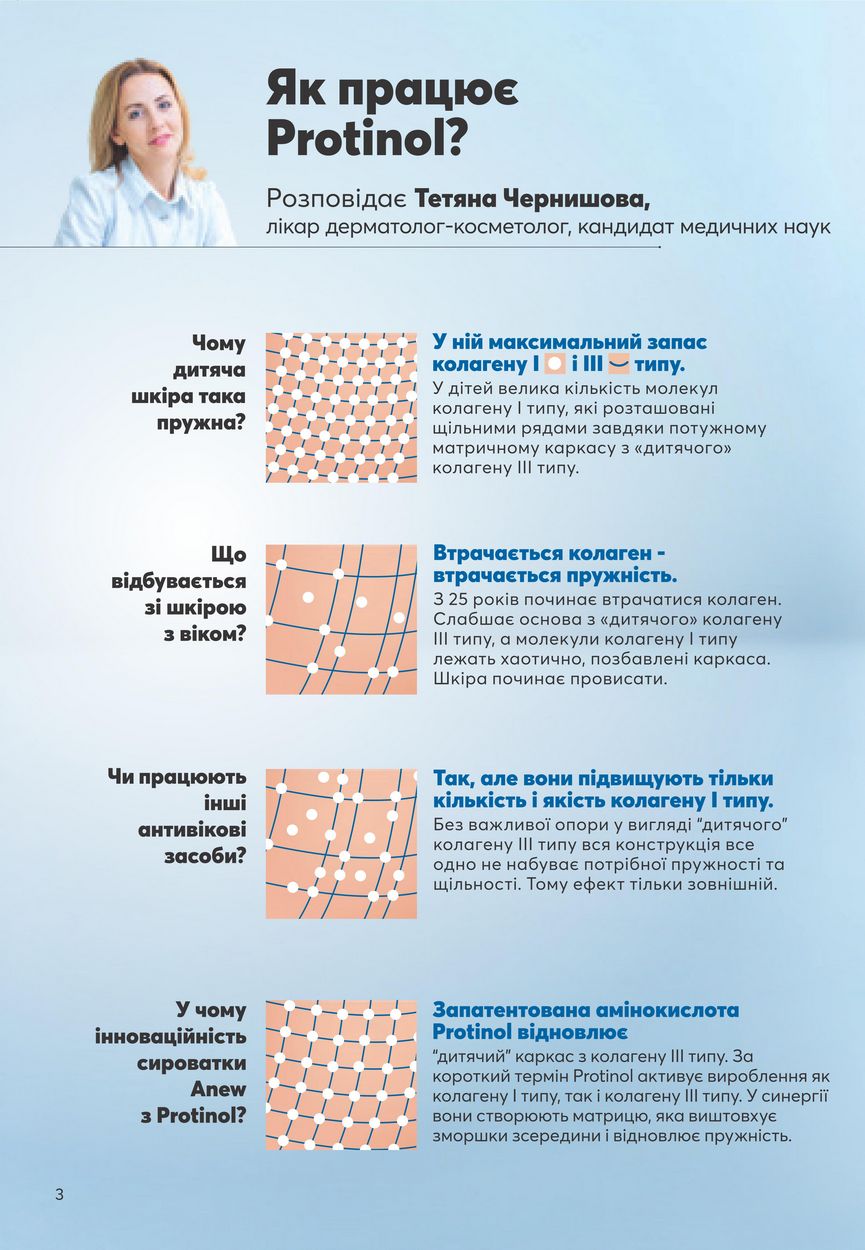 Як працює
Protinol?
Розповідає Тетяна Чернишова,
лікар дерматолог-косметолог, кандидат медичних наук
Чому
дитяча
шкіра така
пружна?
У ній максимальний запас
колагену I і III типу.
У дітей велика кількість молекул
колагену I типу, які розташовані
щільними рядами завдяки потужному
матричному каркасу з «дитячого»
колагену III типу.
Що
відбувається
зі шкірою
з віком?
Втрачається колаген -
втрачається пружність.
З 25 років починає втрачатися колаген.
Слабшає основа з «дитячого» колагену
III типу, а молекули колагену I типу
лежать хаотично, позбавлені каркаса.
Шкіра починає провисати.
Чи працюють
інші
антивікові
засоби?
Так, але вони підвищують тільки
кількість і якість колагену I типу.
Без важливої опори у вигляді "дитячого"
колагену III типу вся конструкція все
одно не набуває потрібної пружності та
щільності. Тому ефект тільки зовнішній.
У чому
інноваційність
сироватки
Anew
з Protinol?
Запатентована амінокислота
Protinol відновлює
"дитячий" каркас з колагену III типу. За
короткий термін Protinol активує вироблення як
колагену I типу, так і колагену III типу. У синергії
вони створюють матрицю, яка виштовхує
зморшки зсередини і відновлює пружність.
3